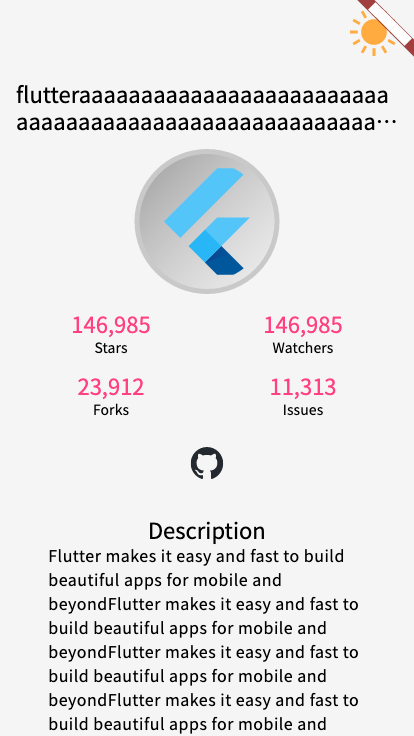 flutteraaaaaaaaaaaaaaaaaaaaaaaaa
aaaaaaaaaaaaaaaaaaaaaaaaaaaaa…
146,985
Stars
146,985
Watchers
23,912
Forks
11,313
Issues
Description
Flutter makes it easy and fast to build
beautiful apps for mobile and
beyondFlutter makes it easy and fast to
build beautiful apps for mobile and
beyondFlutter makes it easy and fast to
build beautiful apps for mobile and
beyondFlutter makes it easy and fast to
build beautiful apps for mobile and